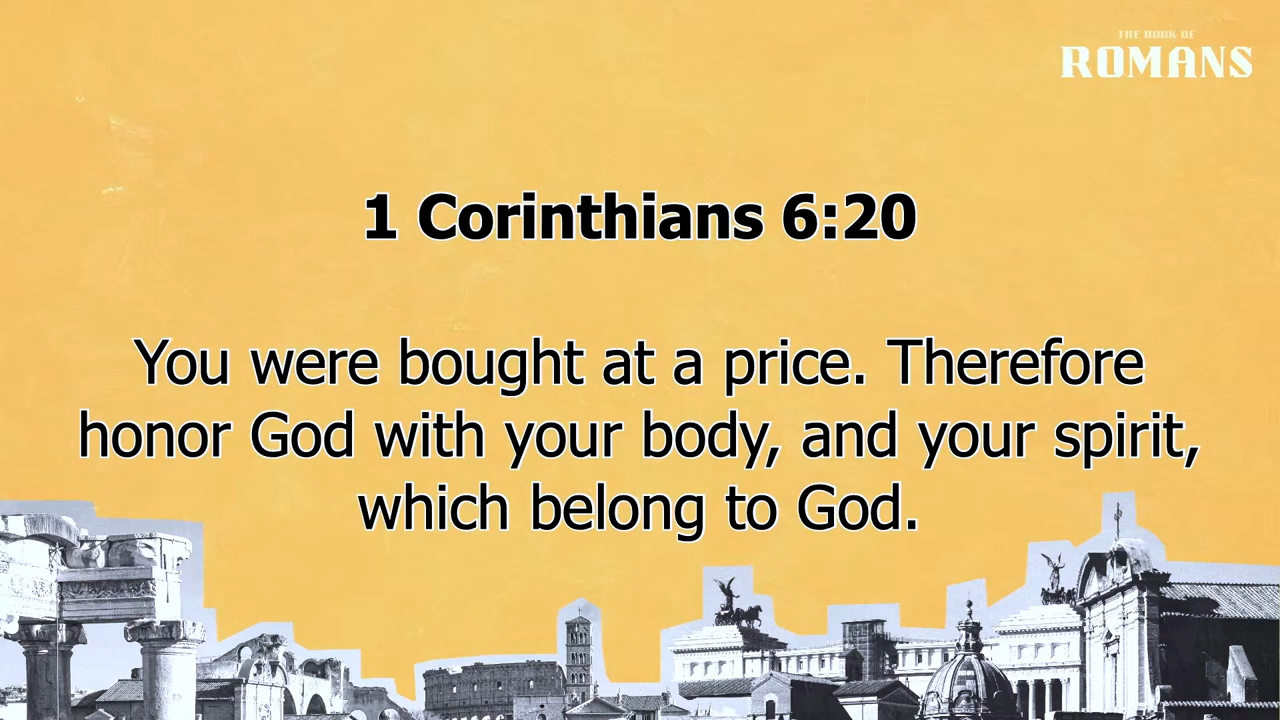 THE BOOK OF
ROMANS
1 Corinthians 6:20
You were bought at a price. Therefore
honor God with your body, and your spirit,
which belong to God.